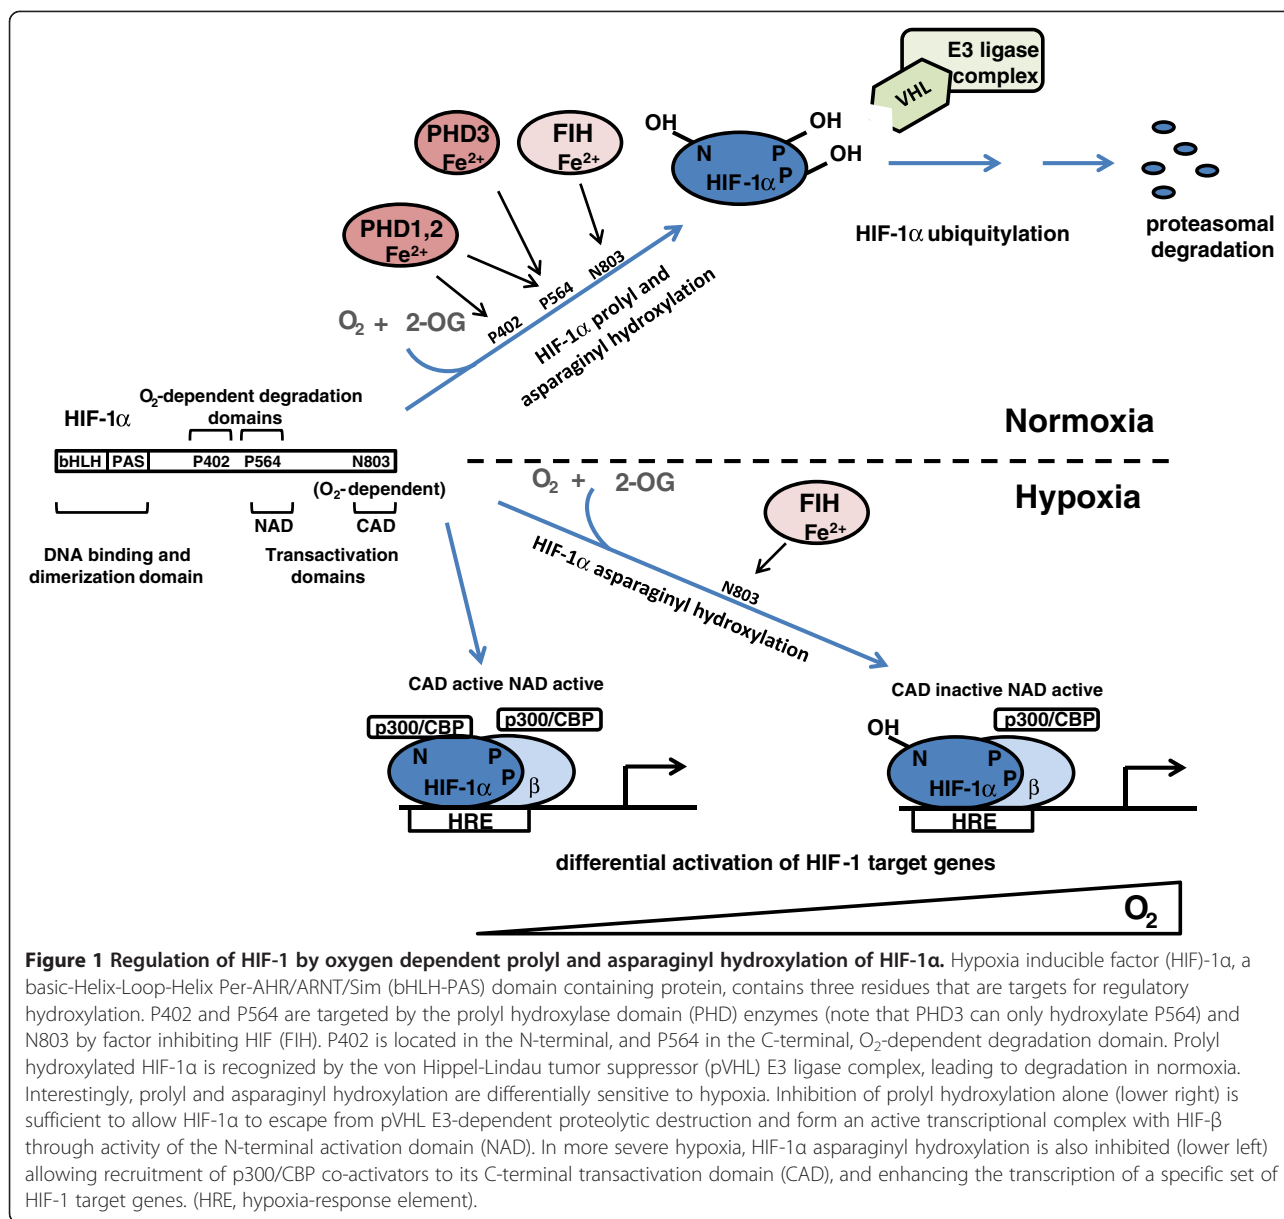 E3 ligase
complex
VHL
PHD3
Fe²⁺
FIH
Fe²⁺
OH
OH
OH
N
P
P
HIF-1α
PHD1,2
Fe²⁺
HIF-1α ubiquitylation
proteasomal
degradation
N803
P564
P402
O₂ + 2-OG
HIF-1α prolyl and
asparaginyl hydroxylation
O₂-dependent degradation
domains
HIF-1α
bHLH PAS P402 P564 N803
(O₂-dependent)
NAD CAD
DNA binding and
dimerization domain
Transactivation
domains
Normoxia
Hypoxia
O₂ + 2-OG
FIH
Fe²⁺
N803
HIF-1α asparaginyl hydroxylation
CAD active NAD active
p300/CBP
p300/CBP
N
P
P
HIF-1α
β
HRE
CAD inactive NAD active
p300/CBP
OH
N
P
P
HIF-1α
β
HRE
differential activation of HIF-1 target genes
O₂
Figure 1 Regulation of HIF-1 by oxygen dependent prolyl and asparaginyl hydroxylation of HIF-1α. Hypoxia inducible factor (HIF)-1α, a
basic-Helix-Loop-Helix Per-AHR/ARNT/Sim (bHLH-PAS) domain containing protein, contains three residues that are targets for regulatory
hydroxylation. P402 and P564 are targeted by the prolyl hydroxylase domain (PHD) enzymes (note that PHD3 can only hydroxylate P564) and
N803 by factor inhibiting HIF (FIH). P402 is located in the N-terminal, and P564 in the C-terminal, O₂-dependent degradation domain. Prolyl
hydroxylated HIF-1α is recognized by the von Hippel-Lindau tumor suppressor (pVHL) E3 ligase complex, leading to degradation in normoxia.
Interestingly, prolyl and asparaginyl hydroxylation are differentially sensitive to hypoxia. Inhibition of prolyl hydroxylation alone (lower right) is
sufficient to allow HIF-1α to escape from pVHL E3-dependent proteolytic destruction and form an active transcriptional complex with HIF-β
through activity of the N-terminal activation domain (NAD). In more severe hypoxia, HIF-1α asparaginyl hydroxylation is also inhibited (lower left)
allowing recruitment of p300/CBP co-activators to its C-terminal transactivation domain (CAD), and enhancing the transcription of a specific set of
HIF-1 target genes. (HRE, hypoxia-response element).